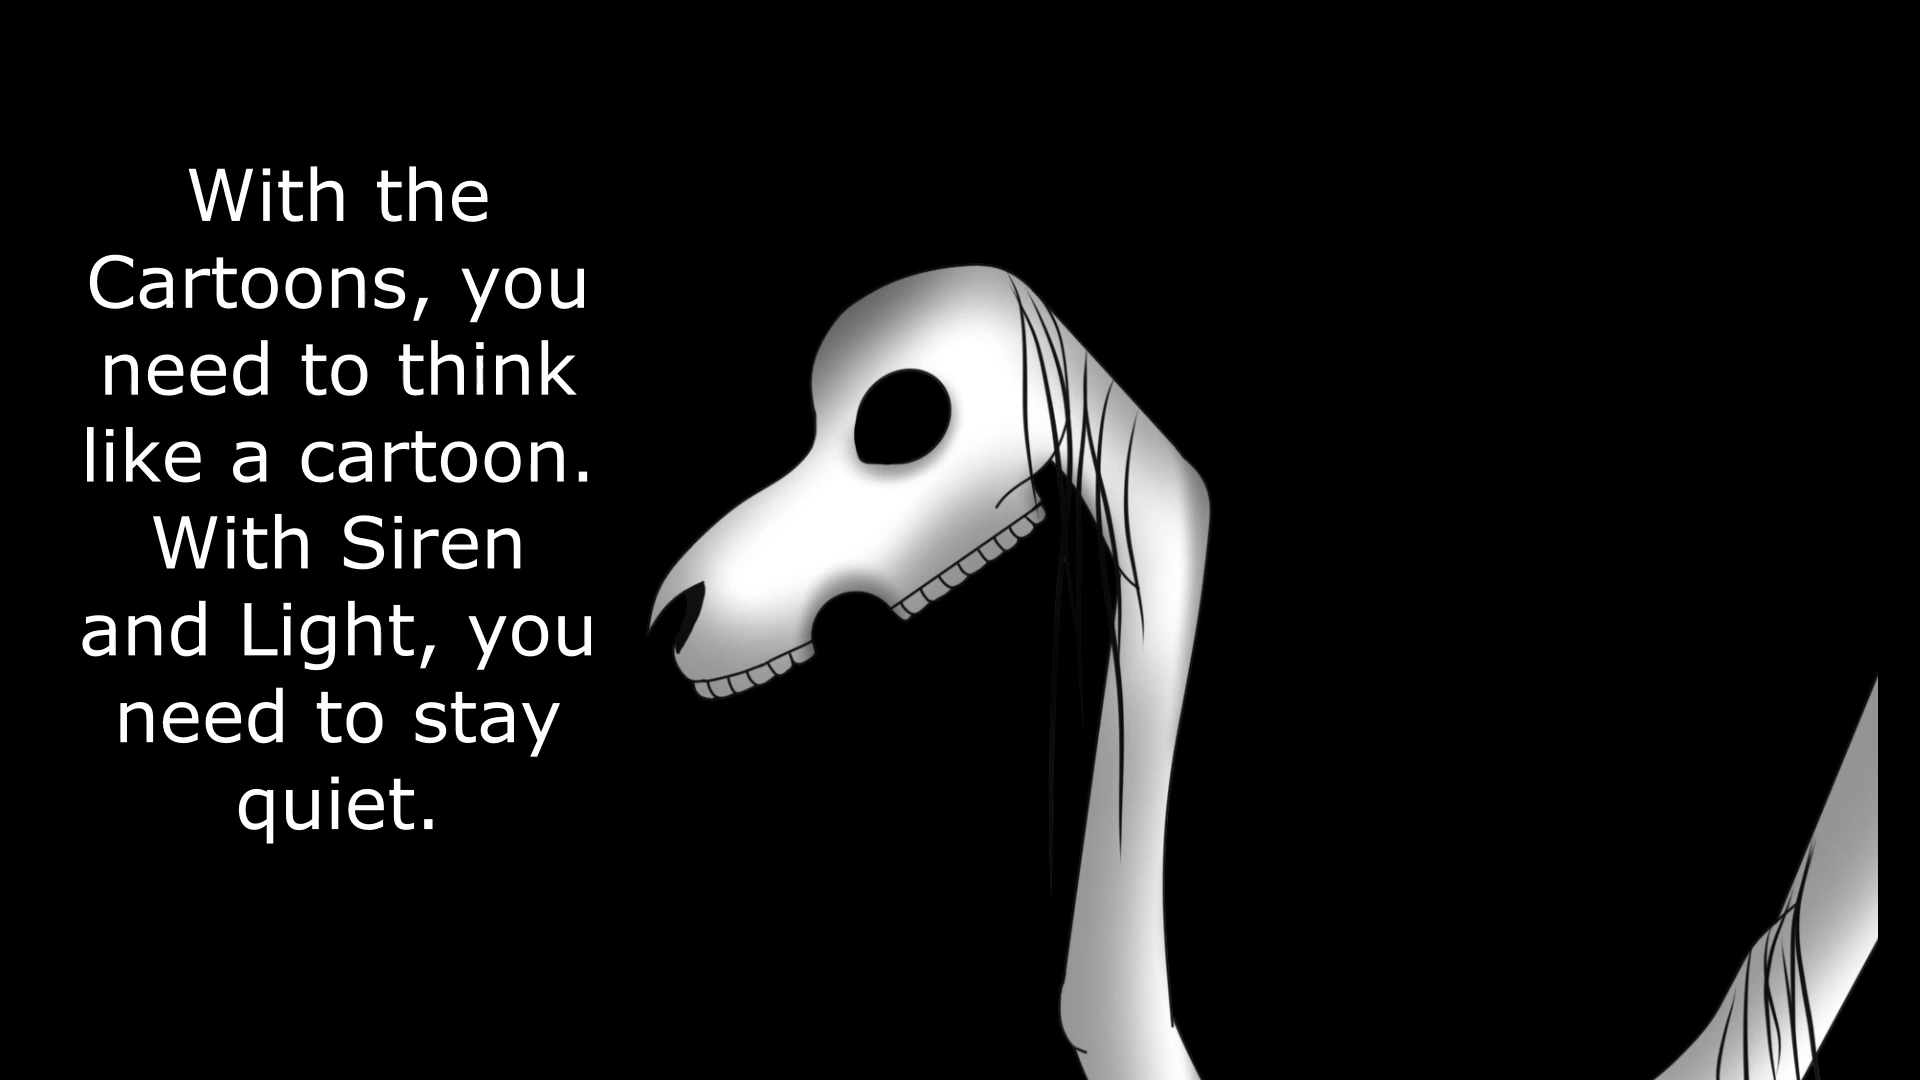 With the
Cartoons, you
need to think
like a cartoon.
With Siren
and Light, you
need to stay
quiet.